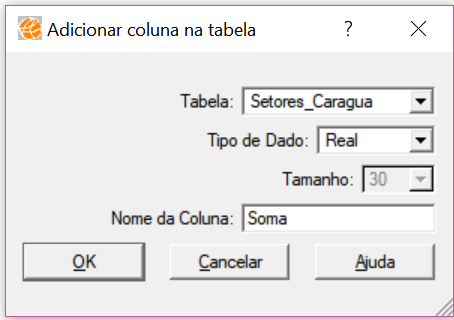 Adicionar coluna na tabela ?
Tabela: Setores_Caragua
Tipo de Dado: Real
Tamanho: 30
Nome da Coluna: Soma
OK Cancelar Ajuda